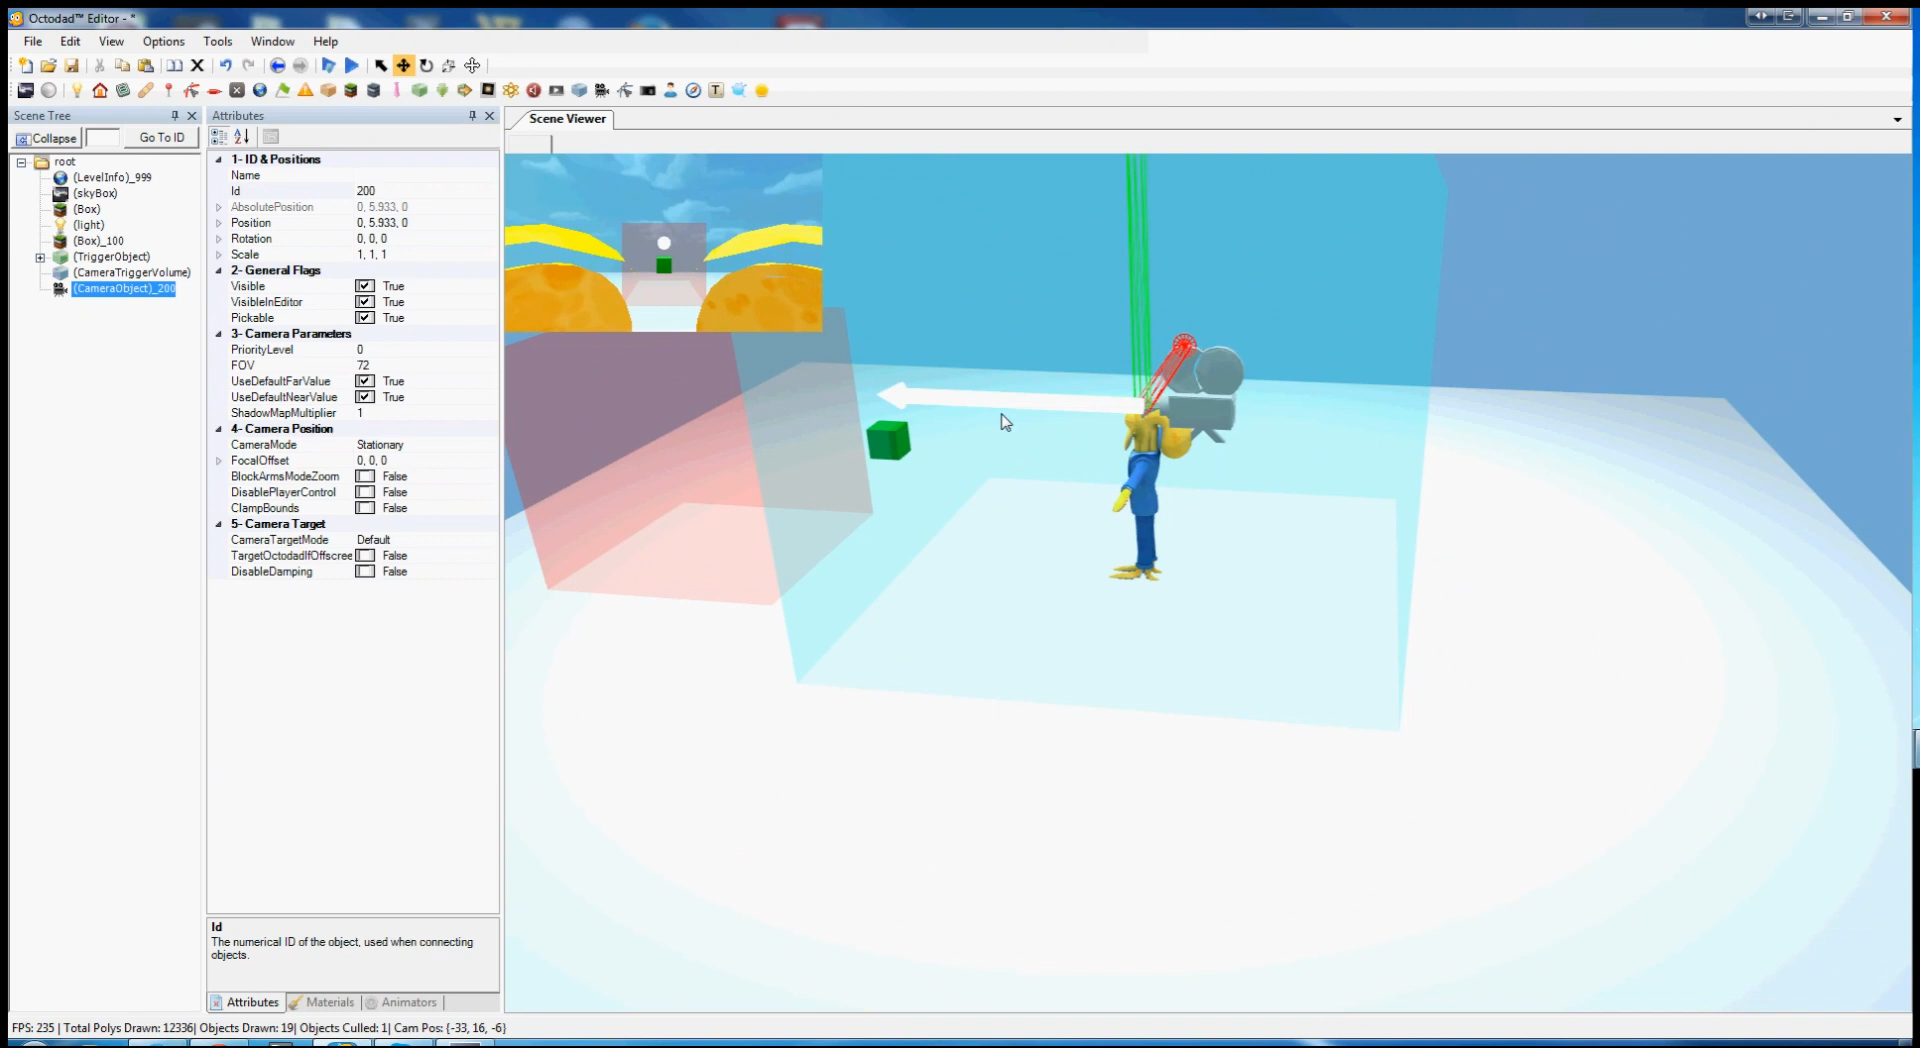 Octodad™ Editor - *
File Edit View Options Tools Window Help
Scene Tree
Collapse Go To ID
root
(LevelInfo)_999
(skyBox)
(Box)
(light)
(Box)_100
(TriggerObject)
(CameraTriggerVolume)
(CameraObject)_200
Attributes
1- ID & Positions
Name
Id 200
AbsolutePosition 0, 5.933, 0
Position 0, 5.933, 0
Rotation 0, 0, 0
Scale 1, 1, 1
2- General Flags
Visible True
VisibleInEditor True
Pickable True
3- Camera Parameters
PriorityLevel 0
FOV 72
UseDefaultFarValue True
UseDefaultNearValue True
ShadowMapMultiplier 1
4- Camera Position
CameraMode Stationary
FocalOffset 0, 0, 0
BlockArmsModeZoom False
DisablePlayerControl False
ClampBounds False
5- Camera Target
CameraTargetMode Default
TargetOctodadIfOffscree False
DisableDamping False
Id
The numerical ID of the object, used when connecting
objects.
Attributes Materials Animators
Scene Viewer
FPS: 235 | Total Polys Drawn: 12336| Objects Drawn: 19| Objects Culled: 1| Cam Pos: {-33, 16, -6}